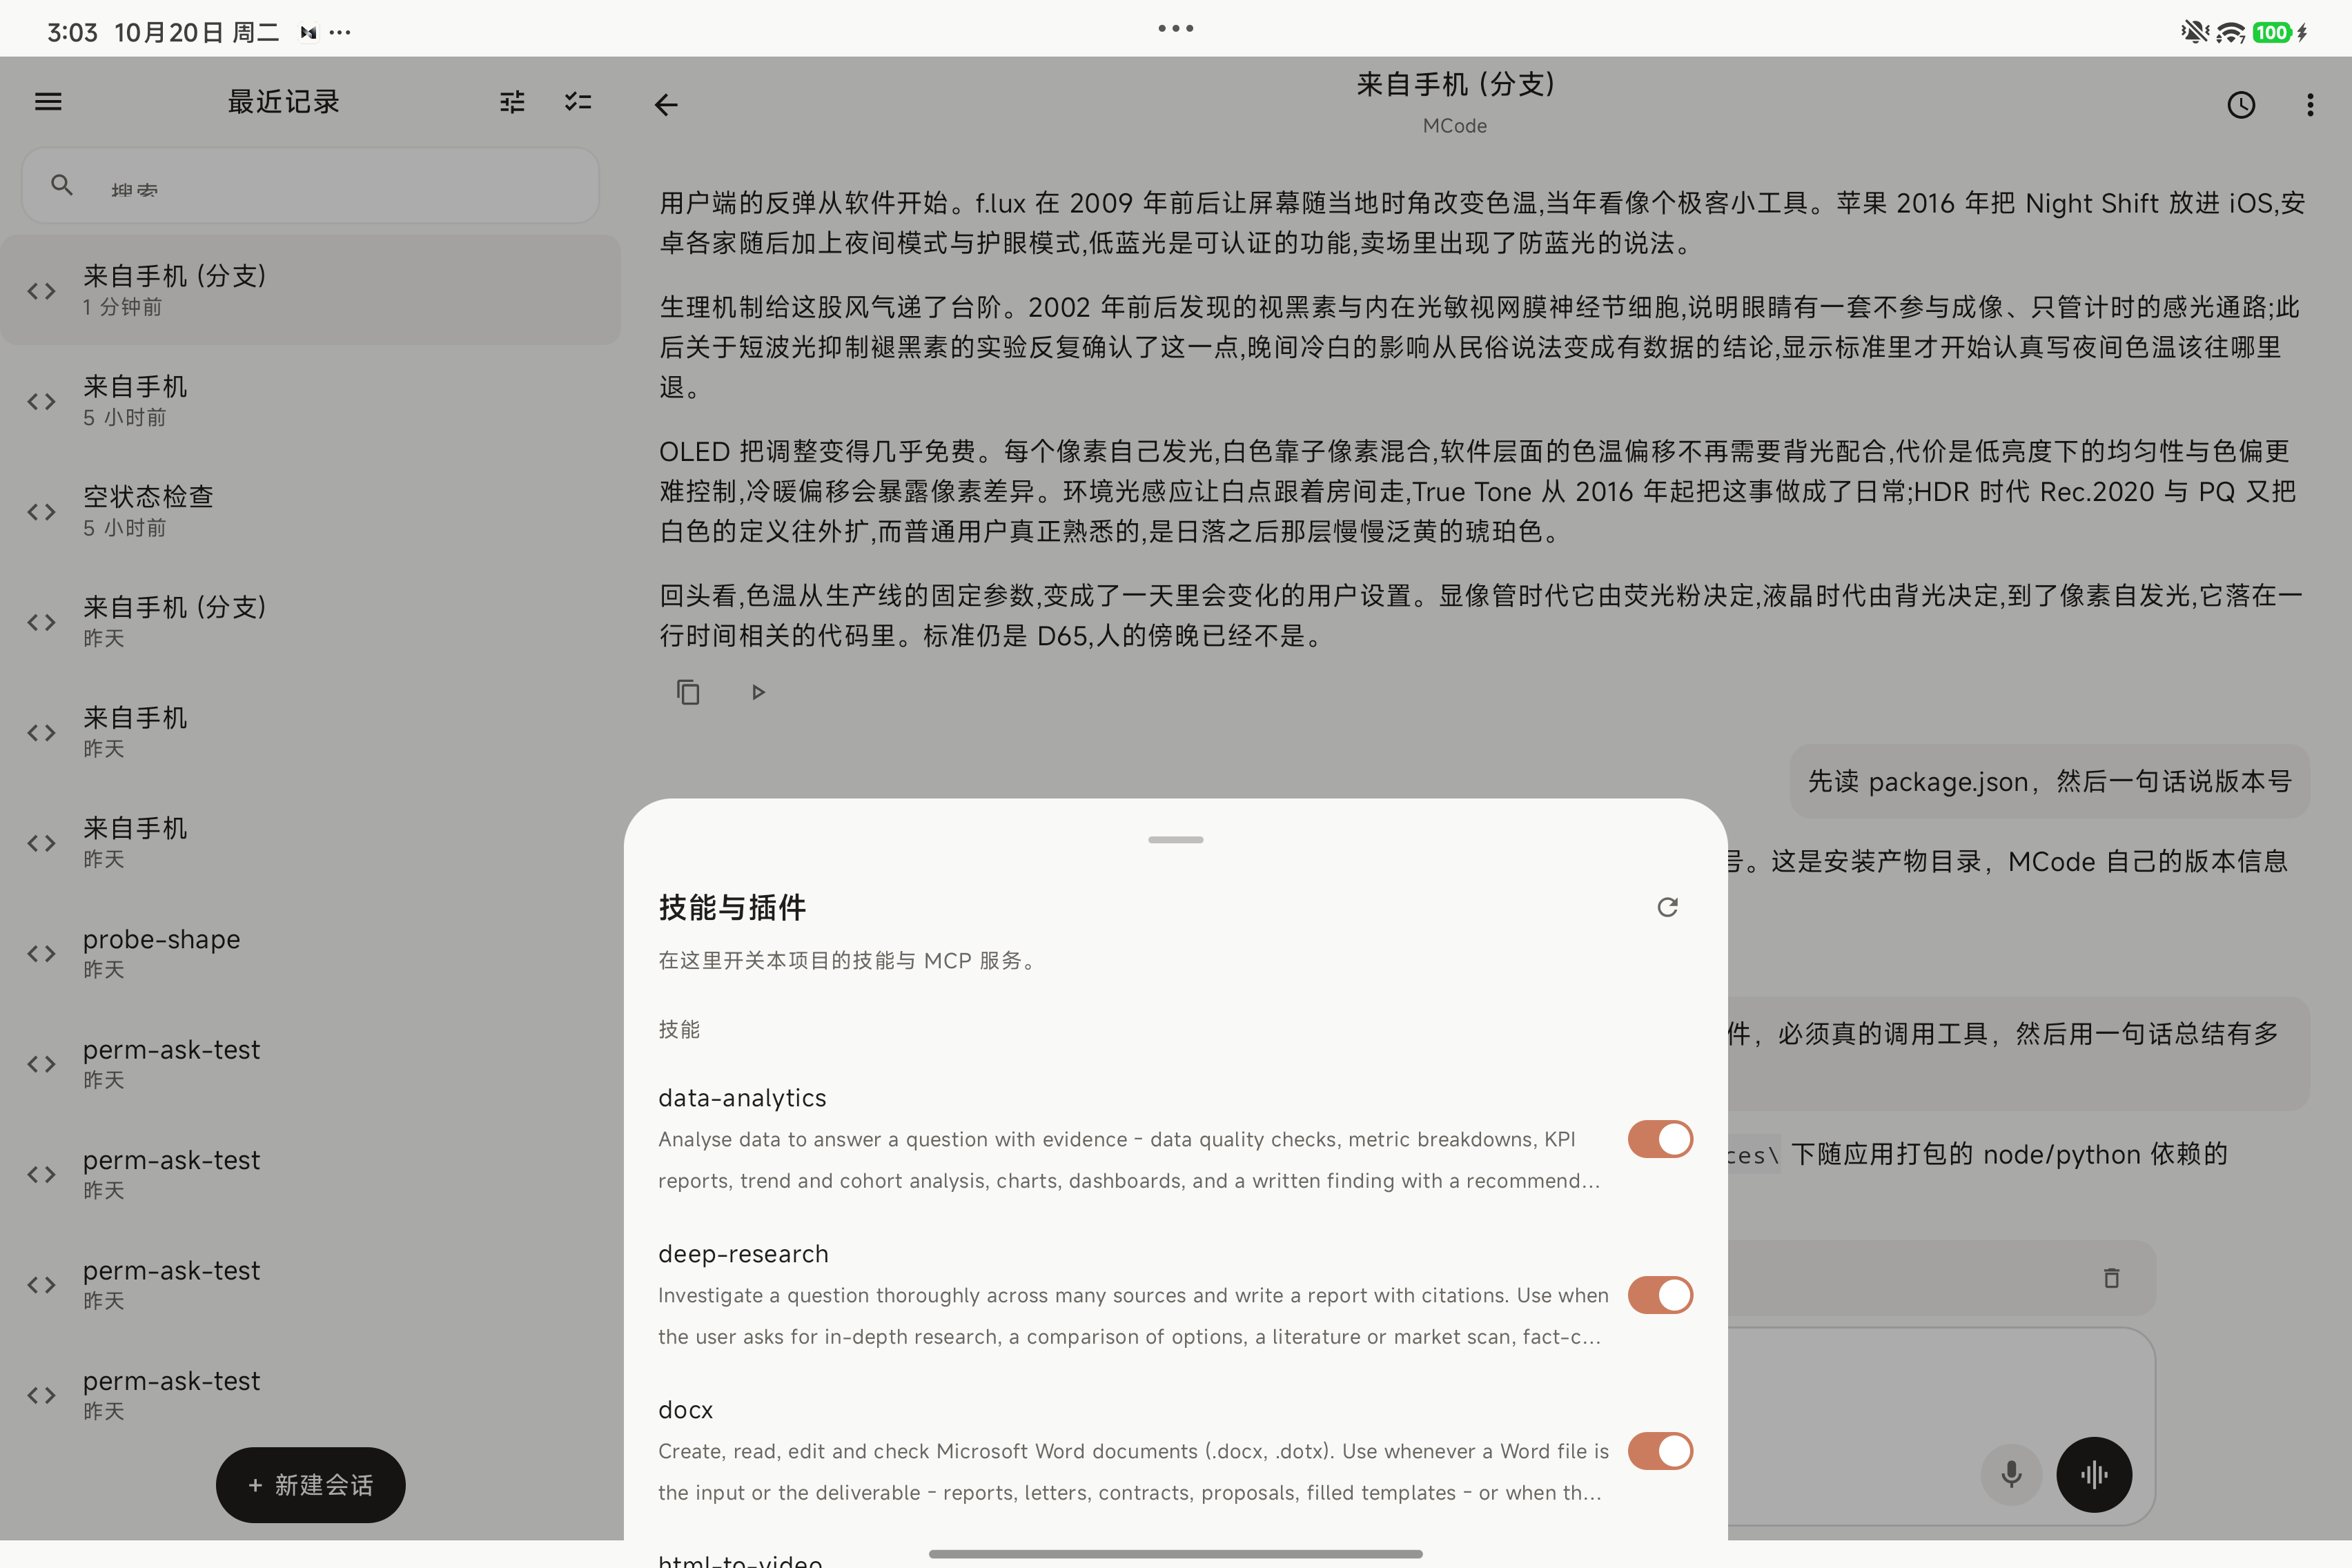 3:03 10月20日 周二
100
最近记录
搜索
来自手机 (分支)
1 分钟前
来自手机
5 小时前
空状态检查
5 小时前
来自手机 (分支)
昨天
来自手机
昨天
来自手机
昨天
probe-shape
昨天
perm-ask-test
昨天
perm-ask-test
昨天
perm-ask-test
昨天
perm-ask-test
昨天
+ 新建会话
来自手机 (分支)
MCode
用户端的反弹从软件开始。f.lux 在 2009 年前后让屏幕随当地时角改变色温,当年看像个极客小工具。苹果 2016 年把 Night Shift 放进 iOS,安
卓各家随后加上夜间模式与护眼模式,低蓝光是可认证的功能,卖场里出现了防蓝光的说法。
生理机制给这股风气递了台阶。2002 年前后发现的视黑素与内在光敏视网膜神经节细胞,说明眼睛有一套不参与成像、只管计时的感光通路;此
后关于短波光抑制褪黑素的实验反复确认了这一点,晚间冷白的影响从民俗说法变成有数据的结论,显示标准里才开始认真写夜间色温该往哪里
退。
OLED 把调整变得几乎免费。每个像素自己发光,白色靠子像素混合,软件层面的色温偏移不再需要背光配合,代价是低亮度下的均匀性与色偏更
难控制,冷暖偏移会暴露像素差异。环境光感应让白点跟着房间走,True Tone 从 2016 年起把这事做成了日常;HDR 时代 Rec.2020 与 PQ 又把
白色的定义往外扩,而普通用户真正熟悉的,是日落之后那层慢慢泛黄的琥珀色。
回头看,色温从生产线的固定参数,变成了一天里会变化的用户设置。显像管时代它由荧光粉决定,液晶时代由背光决定,到了像素自发光,它落在一
行时间相关的代码里。标准仍是 D65,人的傍晚已经不是。
先读 package.json，然后一句话说版本号
号。这是安装产物目录，MCode 自己的版本信息
件，必须真的调用工具，然后用一句话总结有多
ces\ 下随应用打包的 node/python 依赖的
技能与插件
在这里开关本项目的技能与 MCP 服务。
技能
data-analytics
Analyse data to answer a question with evidence - data quality checks, metric breakdowns, KPI
reports, trend and cohort analysis, charts, dashboards, and a written finding with a recommend...
deep-research
Investigate a question thoroughly across many sources and write a report with citations. Use when
the user asks for in-depth research, a comparison of options, a literature or market scan, fact-c...
docx
Create, read, edit and check Microsoft Word documents (.docx, .dotx). Use whenever a Word file is
the input or the deliverable - reports, letters, contracts, proposals, filled templates - or when th...
html-to-video